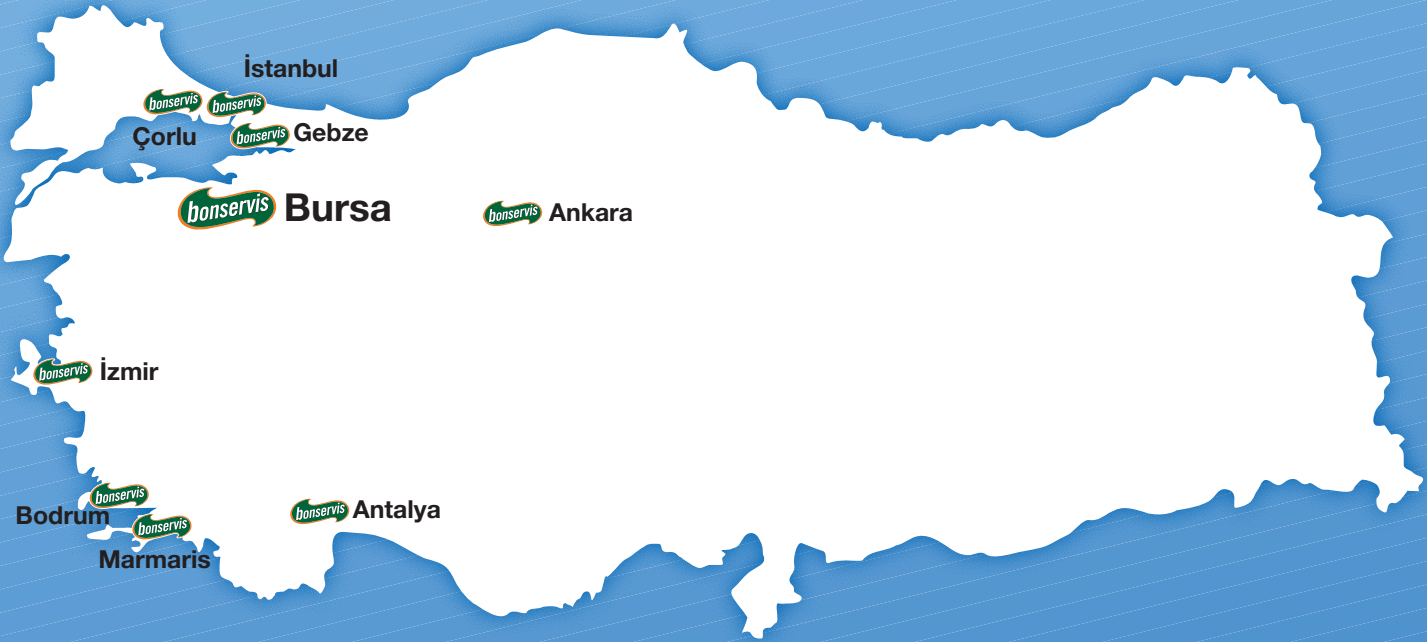 İstanbul
bonservis
bonservis
Çorlu
bonservis Gebze
bonservis Bursa
bonservis Ankara
bonservis İzmir
bonservis
Bodrum
bonservis
Marmaris
bonservis Antalya